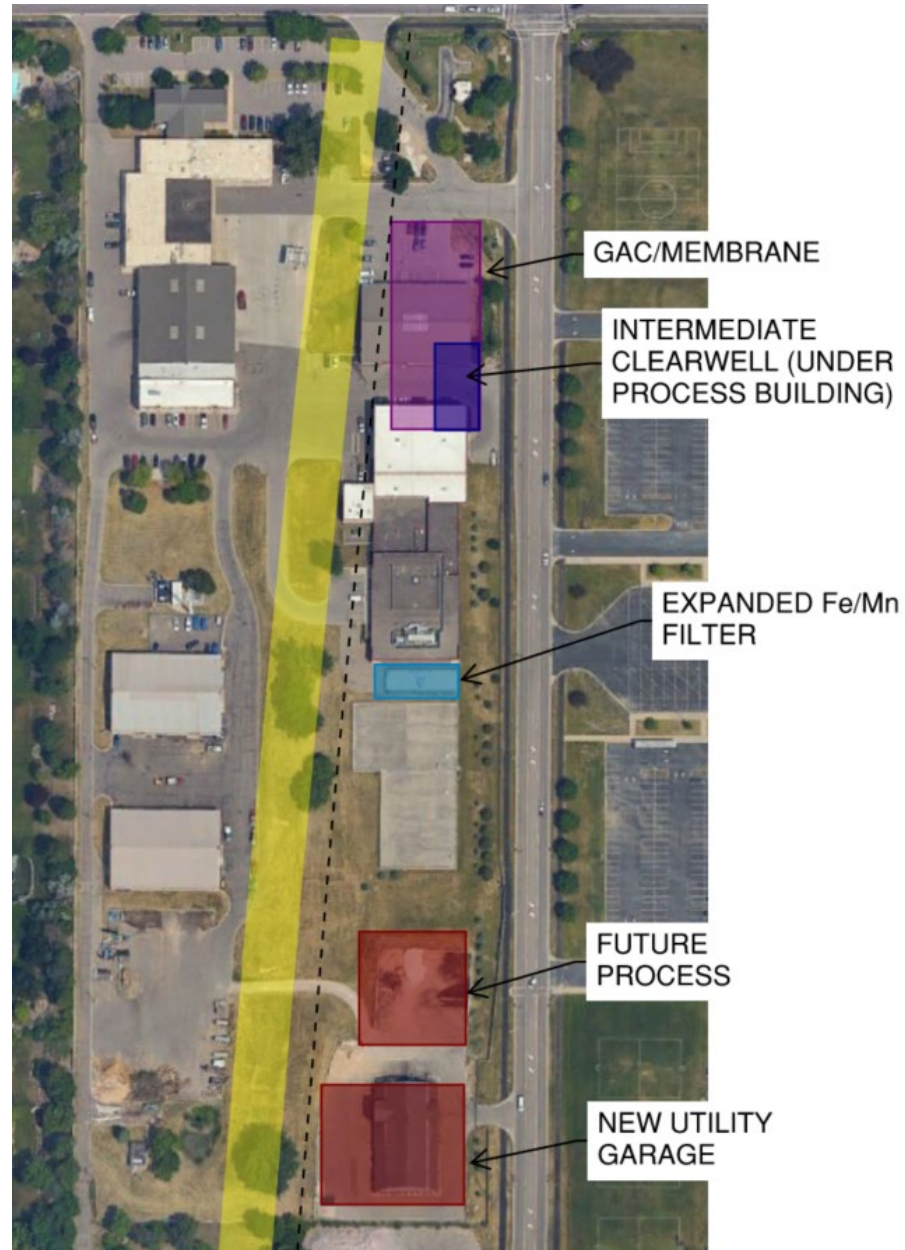 GAC/MEMBRANE
INTERMEDIATE
CLEARWELL (UNDER
PROCESS BUILDING)
EXPANDED Fe/Mn
FILTER
FUTURE
PROCESS
NEW UTILITY
GARAGE